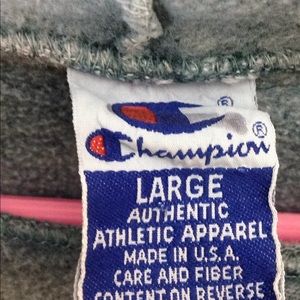 ®
Champion®
LARGE
AUTHENTIC
ATHLETIC APPAREL
MADE IN U.S.A.
CARE AND FIBER
CONTENT ON REVERSE